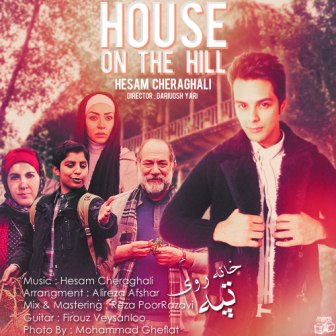 HOUSE
ON THE HILL
HESAM CHERAGHALI
DIRECTOR : DARIUOSH YARI
خانه روی
تپه
Music : Hesam Cheraghali
Arrangment : Alireza Afshar
Mix & Mastering : Reza PoorRazavi
Guitar : Firouz Veysanloo
Photo By : Mohammad Gheflat